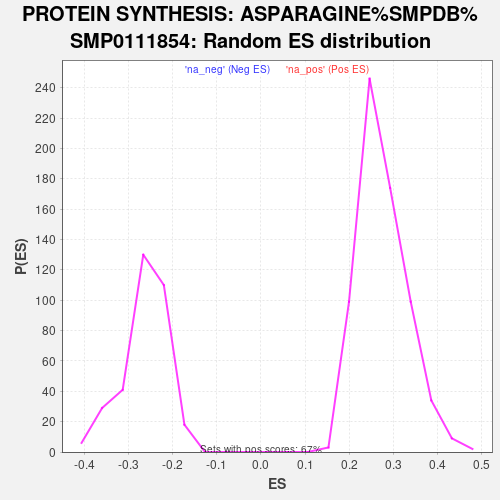 PROTEIN SYNTHESIS: ASPARAGINE%SMPDB%
SMP0111854: Random ES distribution
'na_neg' (Neg ES) 'na_pos' (Pos ES)
240
220
200
180
160
140
120
100
80
60
40
20
0
P(ES)
Sets with pos scores: 67%
-0.4 -0.3 -0.2 -0.1 0.0 0.1 0.2 0.3 0.4 0.5
ES